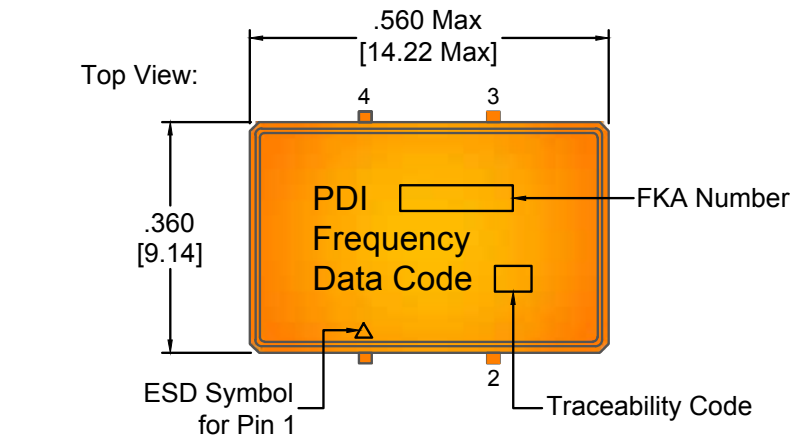 .560 Max
[14.22 Max]
Top View:
4
3
.360
[9.14]
PDI
FKA Number
Frequency
Data Code
2
ESD Symbol
for Pin 1
Traceability Code